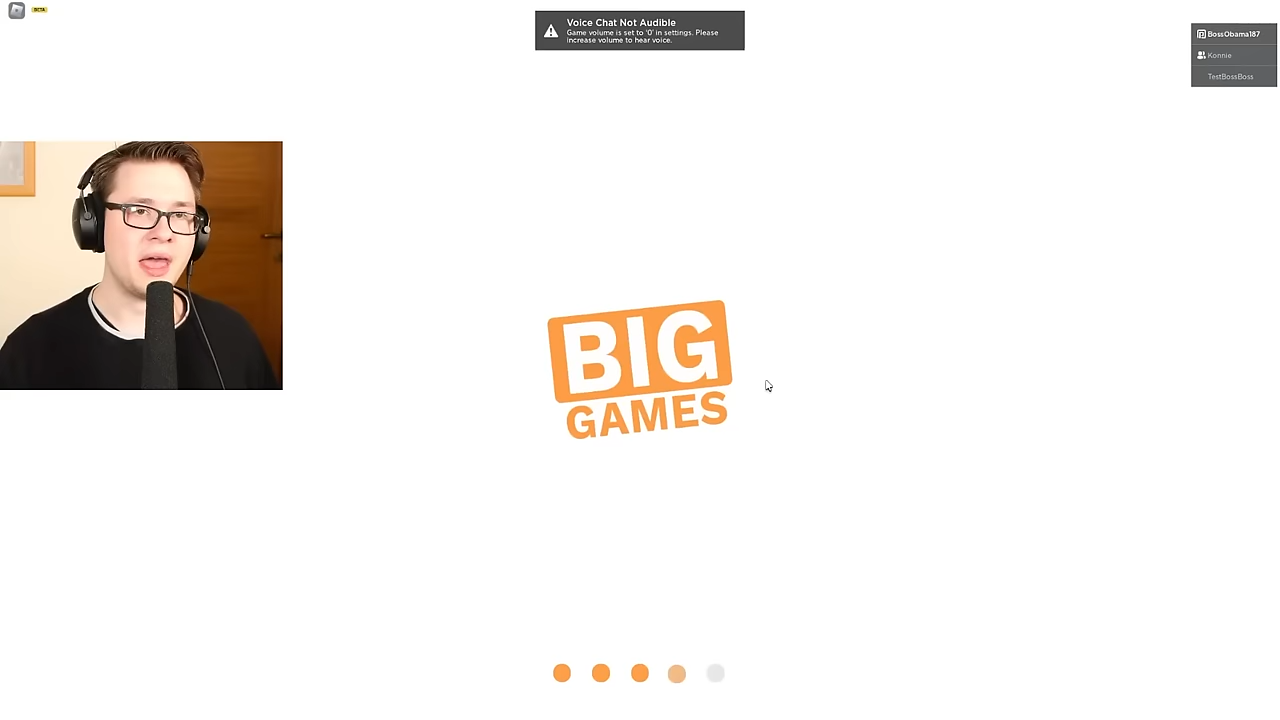 BETA
Voice Chat Not Audible
Game volume is set to '0' in settings. Please
increase volume to hear voice.
BossObama187
Konnie
TestBossBoss
BIG
GAMES